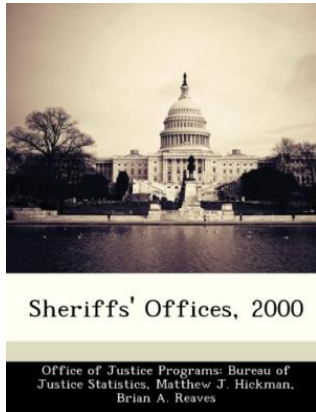 Sheriffs' Offices, 2000
Office of Justice Programs: Bureau of
Justice Statistics, Matthew J. Hickman,
Brian A. Reaves